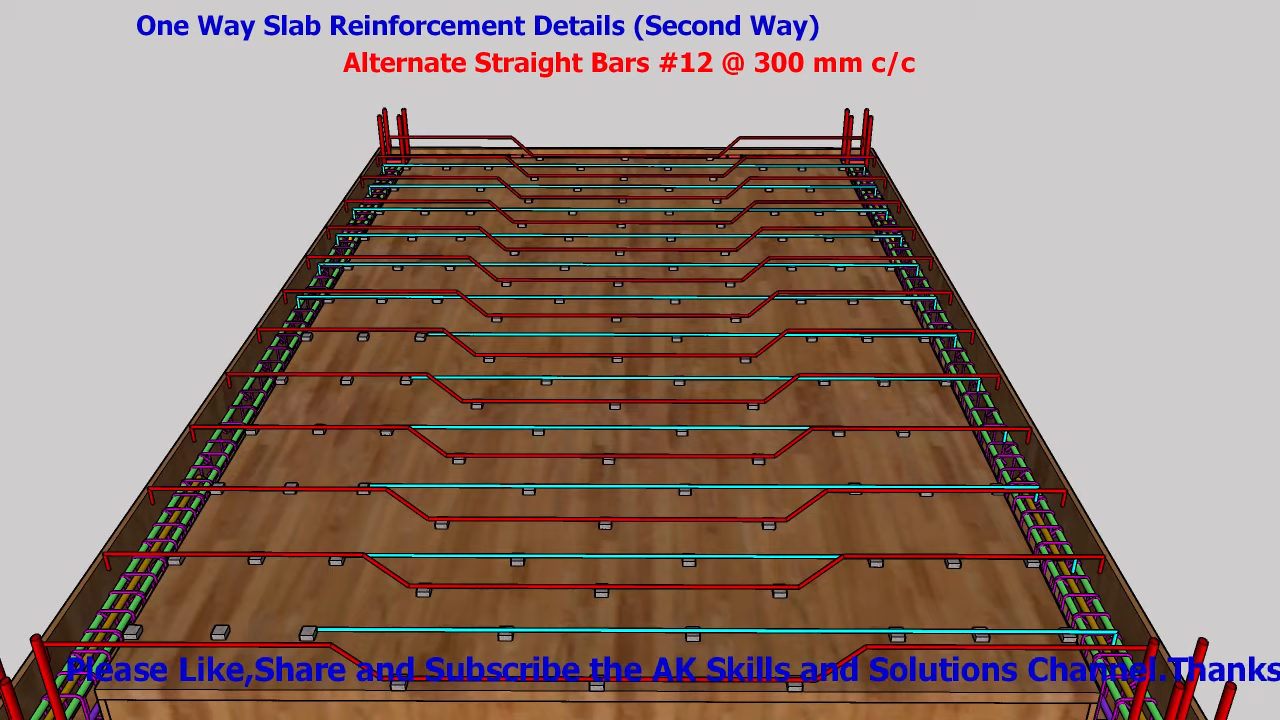 One Way Slab Reinforcement Details (Second Way)
Alternate Straight Bars #12 @ 300 mm c/c
Please Like,Share and Subscribe the AK Skills and Solutions Channel.Thanks